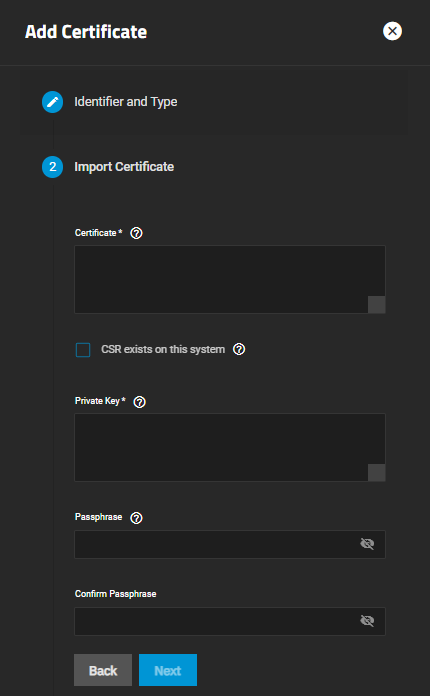 Add Certificate
Identifier and Type
2 Import Certificate
Certificate *
CSR exists on this system
Private Key *
Passphrase
Confirm Passphrase
Back Next